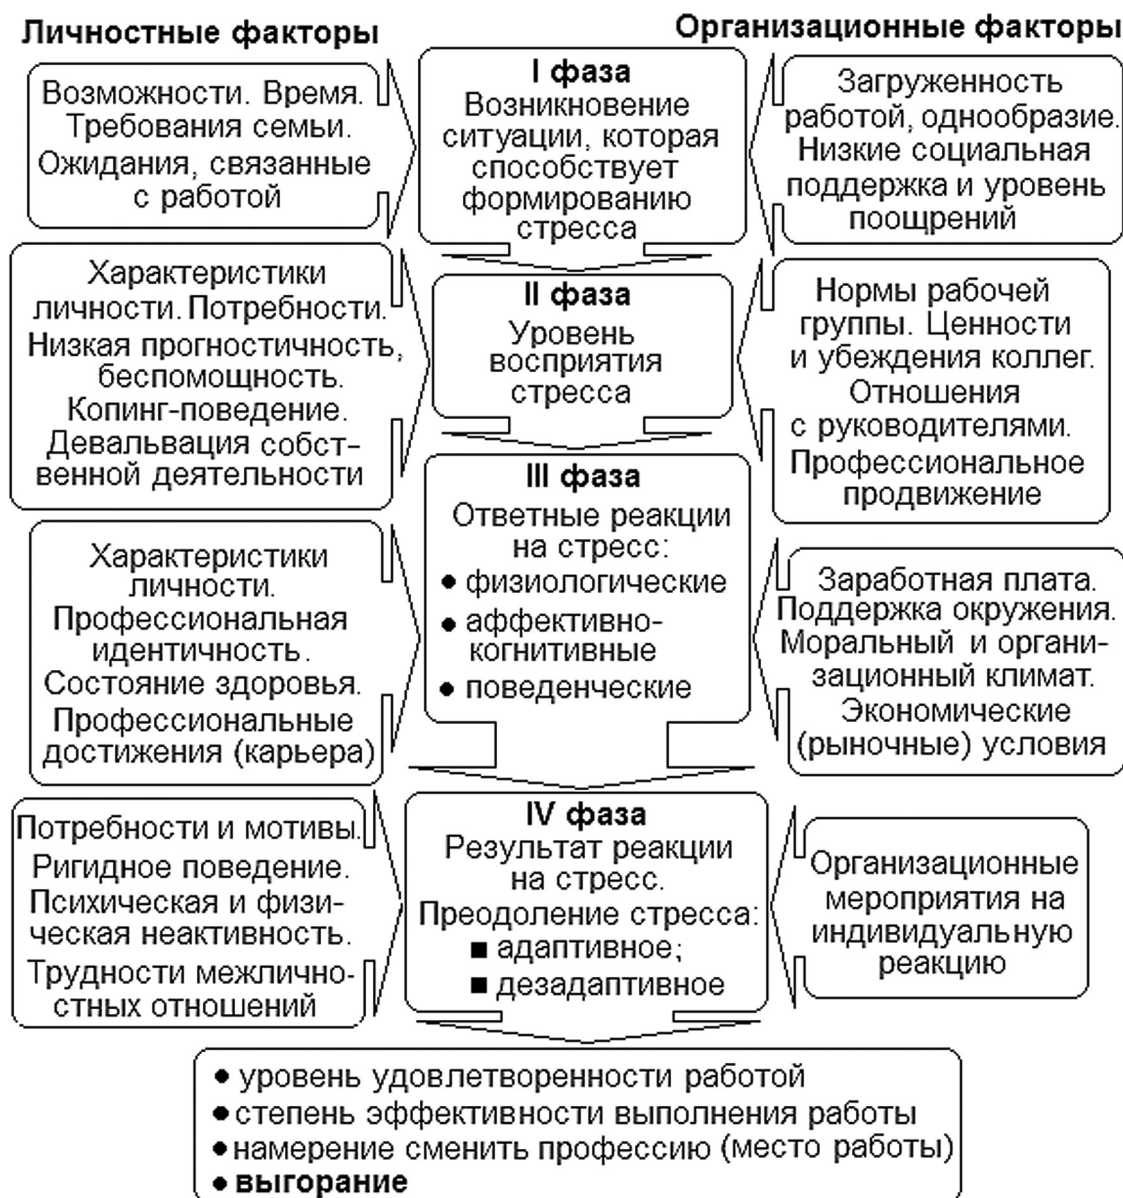 Личностные факторы
Организационные факторы
Возможности. Время.
Требования семьи.
Ожидания, связанные
с работой
I фаза
Возникновение
ситуации, которая
способствует
формированию
стресса
Загруженность
работой, однообразие.
Низкие социальная
поддержка и уровень
поощрений
Характеристики
личности. Потребности.
Низкая прогностичность,
беспомощность.
Копинг-поведение.
Девальвация собст-
венной деятельности
II фаза
Уровень
восприятия
стресса
Нормы рабочей
группы. Ценности
и убеждения коллег.
Отношения
с руководителями.
Профессиональное
продвижение
Характеристики
личности.
Профессиональная
идентичность.
Состояние здоровья.
Профессиональные
достижения (карьера)
III фаза
Ответные реакции
на стресс:
● физиологические
● аффективно-
когнитивные
● поведенческие
Заработная плата.
Поддержка окружения.
Моральный и органи-
зационный климат.
Экономические
(рыночные) условия
Потребности и мотивы.
Ригидное поведение.
Психическая и физи-
ческая неактивность.
Трудности межлично-
стных отношений
IV фаза
Результат реакции
на стресс.
Преодоление стресса:
■ адаптивное;
■ дезадаптивное
Организационные
мероприятия на
индивидуальную
реакцию
● уровень удовлетворенности работой
● степень эффективности выполнения работы
● намерение сменить профессию (место работы)
● выгорание